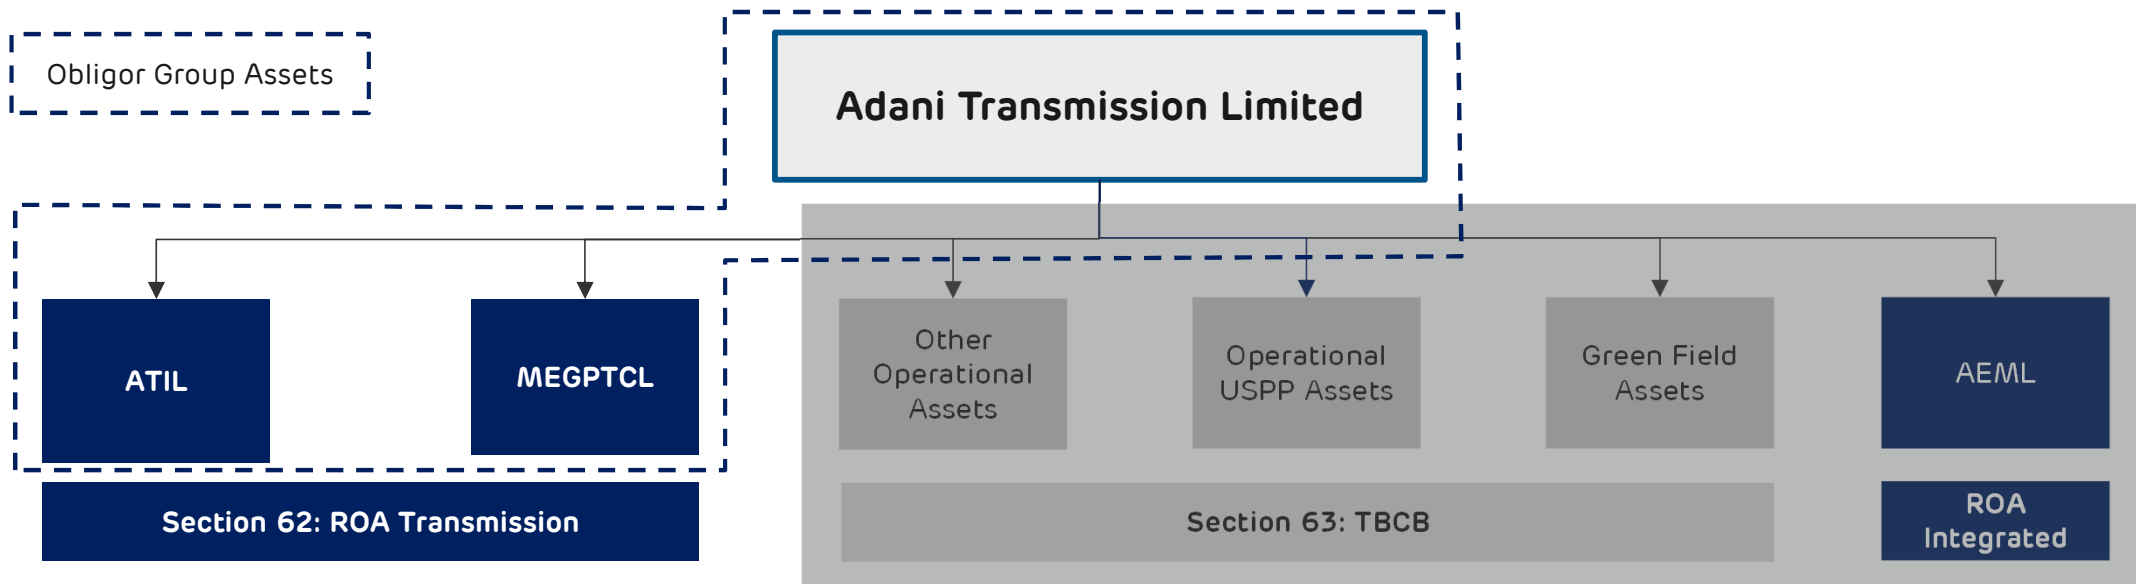 Obligor Group Assets
Adani Transmission Limited
ATIL
MEGPTCL
Other
Operational
Assets
Operational
USPP Assets
Green Field
Assets
AEML
Section 62: ROA Transmission
Section 63: TBCB
ROA
Integrated